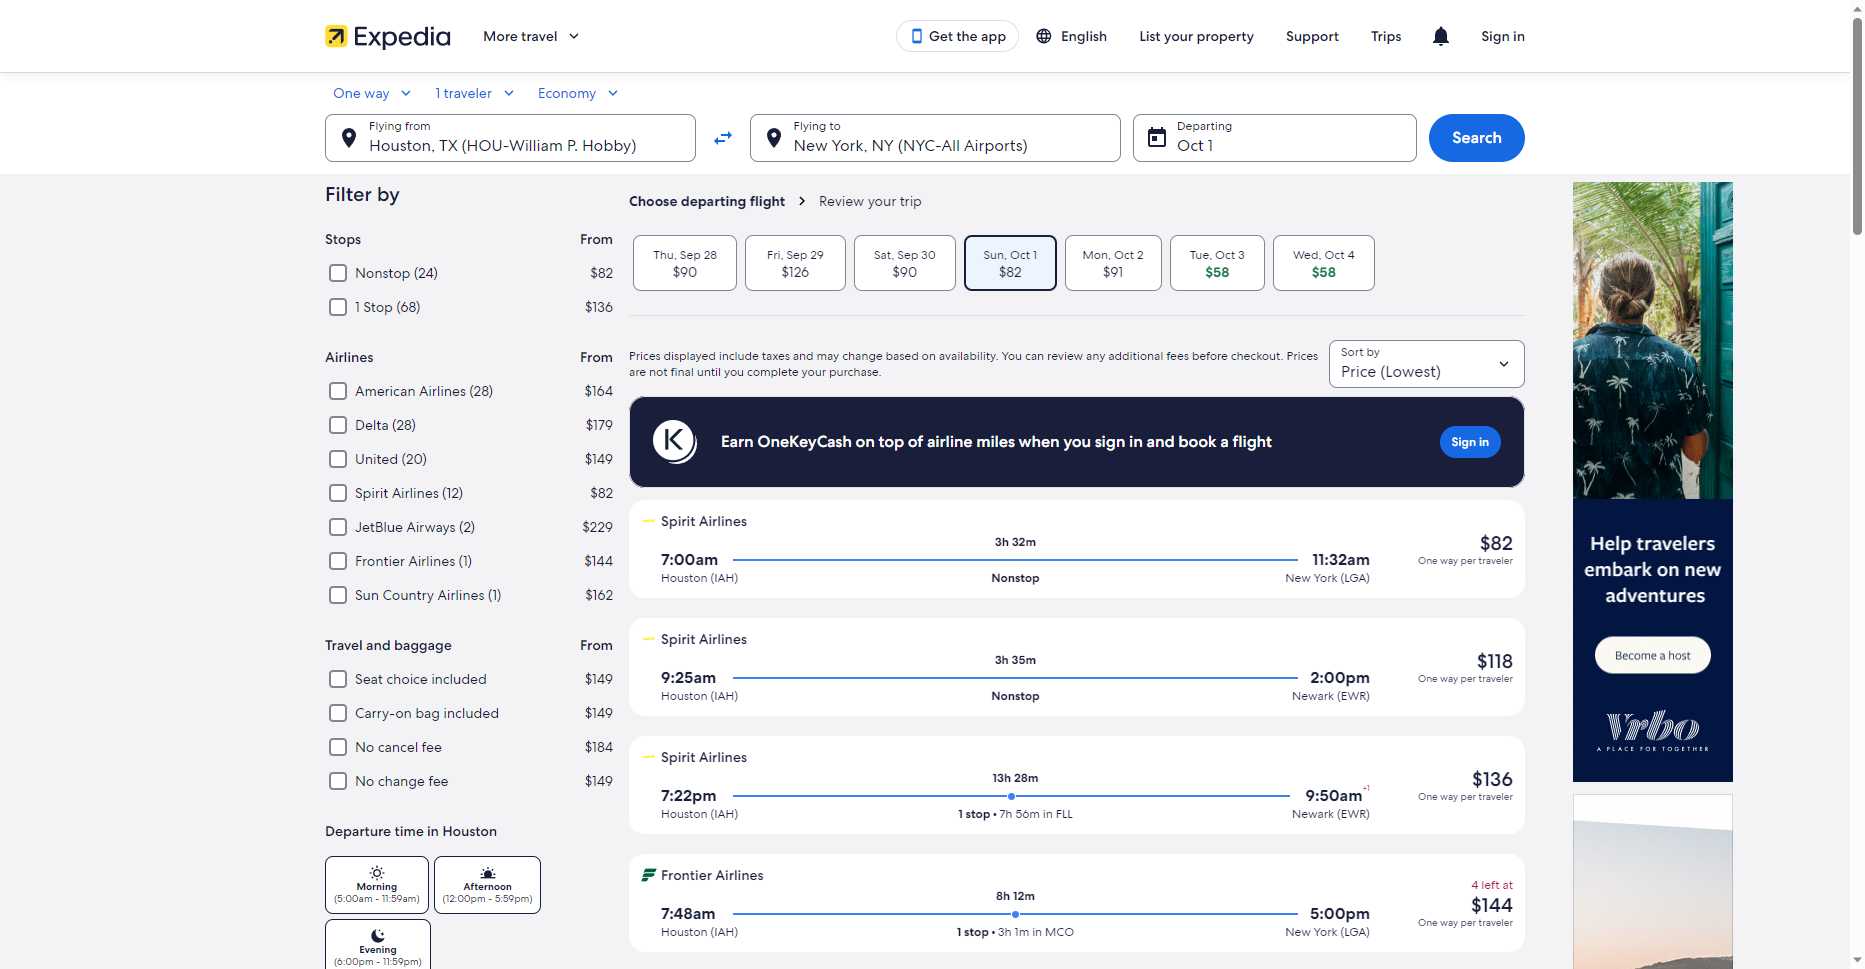 Expedia
More travel
Get the app
English
List your property
Support
Trips
Sign in
One way
1 traveler
Economy
Flying from
Houston, TX (HOU-William P. Hobby)
Flying to
New York, NY (NYC-All Airports)
Departing
Oct 1
Search
Filter by
Stops From
Nonstop (24) $82
1 Stop (68) $136
Airlines From
American Airlines (28) $164
Delta (28) $179
United (20) $149
Spirit Airlines (12) $82
JetBlue Airways (2) $229
Frontier Airlines (1) $144
Sun Country Airlines (1) $162
Travel and baggage From
Seat choice included $149
Carry-on bag included $149
No cancel fee $184
No change fee $149
Departure time in Houston
Morning
(5:00am - 11:59am)
Afternoon
(12:00pm - 5:59pm)
Evening
(6:00pm - 11:59pm)
Choose departing flight Review your trip
Thu, Sep 28
$90
Fri, Sep 29
$126
Sat, Sep 30
$90
Sun, Oct 1
$82
Mon, Oct 2
$91
Tue, Oct 3
$58
Wed, Oct 4
$58
Prices displayed include taxes and may change based on availability. You can review any additional fees before checkout. Prices
are not final until you complete your purchase.
Sort by
Price (Lowest)
K
Earn OneKeyCash on top of airline miles when you sign in and book a flight
Sign in
Spirit Airlines
3h 32m
$82
7:00am 11:32am
One way per traveler
Houston (IAH) Nonstop New York (LGA)
Spirit Airlines
3h 35m
$118
9:25am 2:00pm
One way per traveler
Houston (IAH) Nonstop Newark (EWR)
Spirit Airlines
13h 28m
$136
7:22pm 9:50am +1
One way per traveler
Houston (IAH) 1 stop • 7h 56m in FLL Newark (EWR)
Frontier Airlines
4 left at
8h 12m
$144
7:48am 5:00pm
One way per traveler
Houston (IAH) 1 stop • 3h 1m in MCO New York (LGA)
Help travelers
embark on new
adventures
Become a host
Vrbo
A PLACE FOR TOGETHER